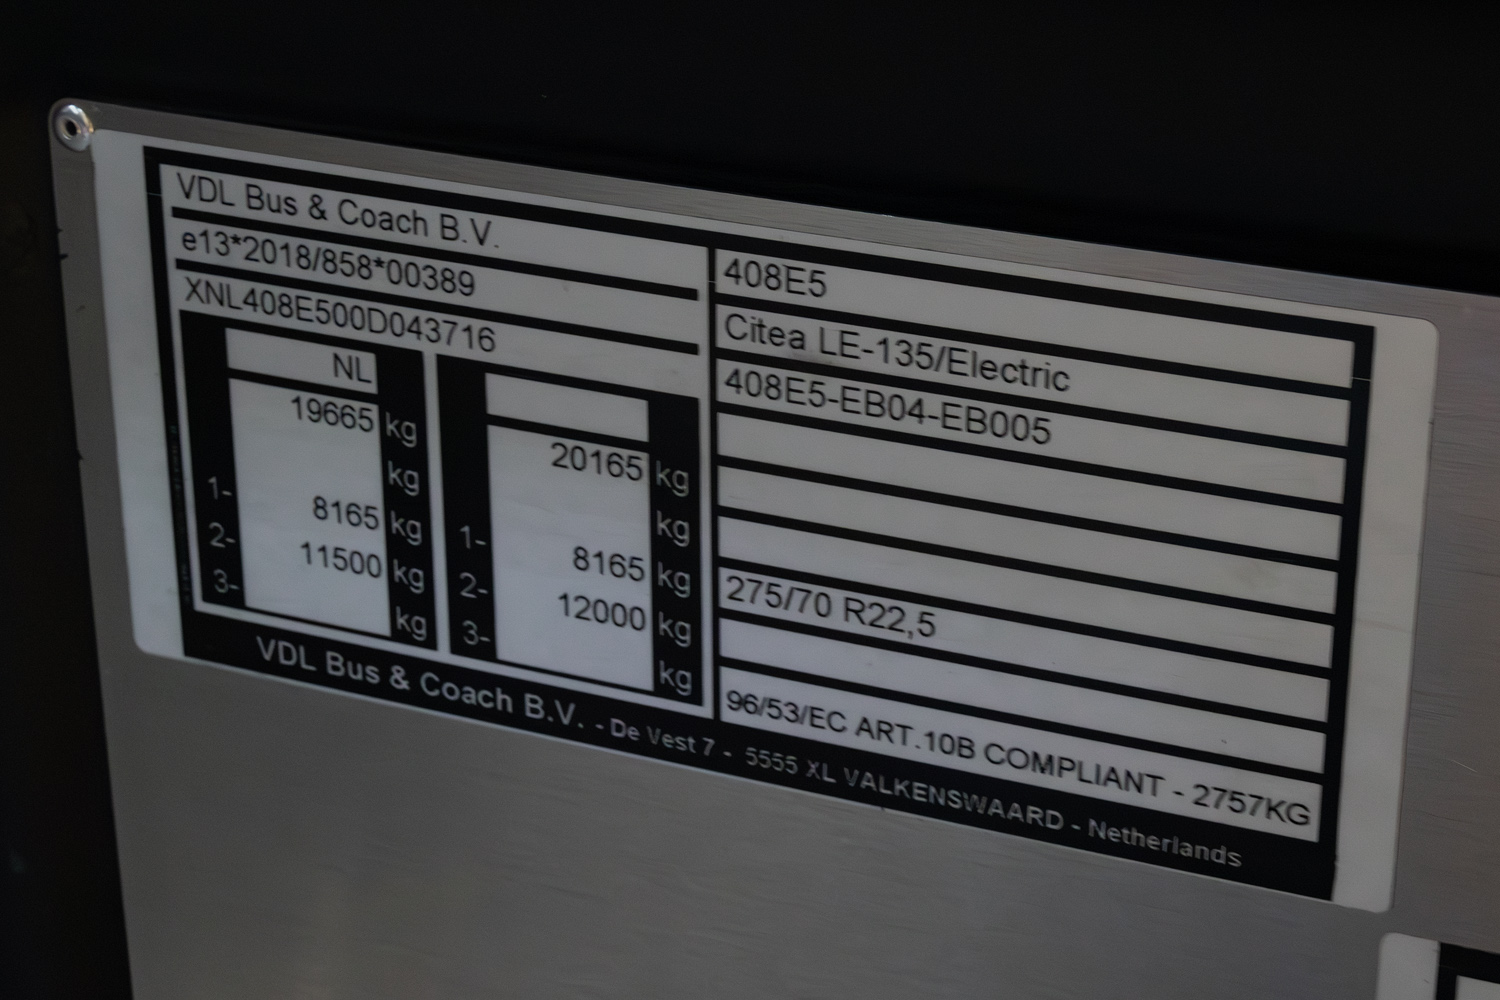 VDL Bus & Coach B.V.
e13*2018/858*00389
XNL408E500D043716
NL
19665 kg
kg
1- 8165 kg
2- 11500 kg
3- kg
20165 kg
kg
1- 8165 kg
2- 12000 kg
3- kg
408E5
Citea LE-135/Electric
408E5-EB04-EB005
275/70 R22,5
96/53/EC ART.10B COMPLIANT - 2757KG
VDL Bus & Coach B.V. - De Vest 7 - 5555 XL VALKENSWAARD - Netherlands